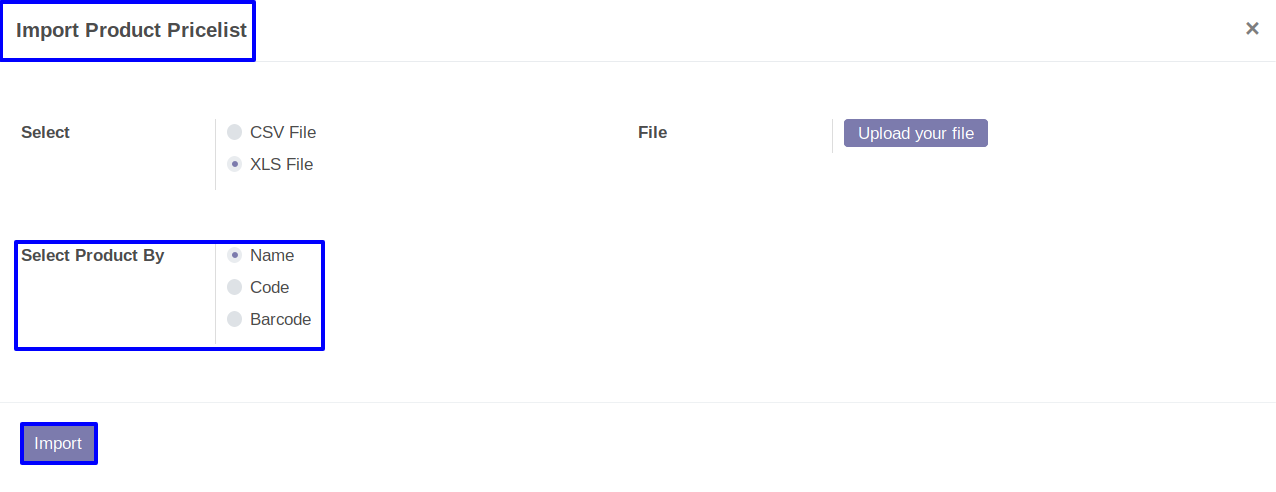 Import Product Pricelist
×
Select
CSV File
XLS File
File
Upload your file
Select Product By
Name
Code
Barcode
Import